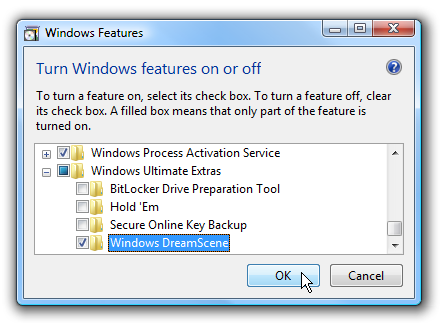 Windows Features
Turn Windows features on or off
To turn a feature on, select its check box. To turn a feature off, clear
its check box. A filled box means that only part of the feature is
turned on.
Windows Process Activation Service
Windows Ultimate Extras
BitLocker Drive Preparation Tool
Hold 'Em
Secure Online Key Backup
Windows DreamScene
OK
Cancel